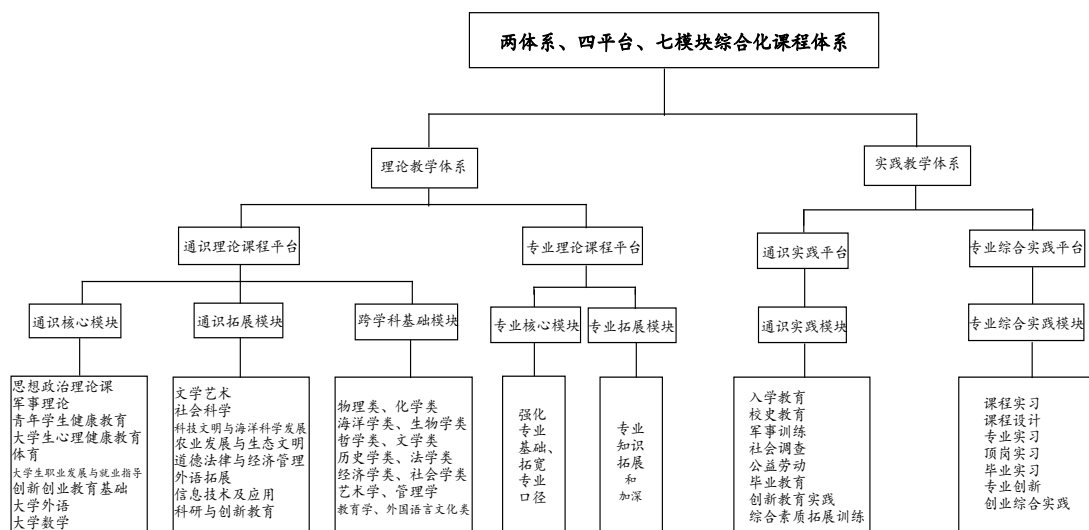 两体系、四平台、七模块综合化课程体系
理论教学体系
实践教学体系
通识理论课程平台
专业理论课程平台
通识实践平台
专业综合实践平台
通识核心模块
通识拓展模块
跨学科基础模块
专业核心模块
专业拓展模块
通识实践模块
专业综合实践模块
思想政治理论课
军事理论
青年学生健康教育
大学生心理健康教育
体育
大学生职业发展与就业指导
创新创业教育基础
大学外语
大学数学
文学艺术
社会科学
科技文明与海洋科学发展
农业发展与生态文明
道德法律与经济管理
外语拓展
信息技术及应用
科研与创新教育
物理类、化学类
海洋学类、生物学类
哲学类、文学类
历史学类、法学类
经济学类、社会学类
艺术学、管理学
教育学、外国语言文化类
强化
专业
基础、
拓宽
专业
口径
专业
知识
拓展
和
加深
入学教育
校史教育
军事训练
社会调查
公益劳动
毕业教育
创新教育实践
综合素质拓展训练
课程实习
课程设计
专业实习
顶岗实习
毕业实习
专业创新
创业综合实践